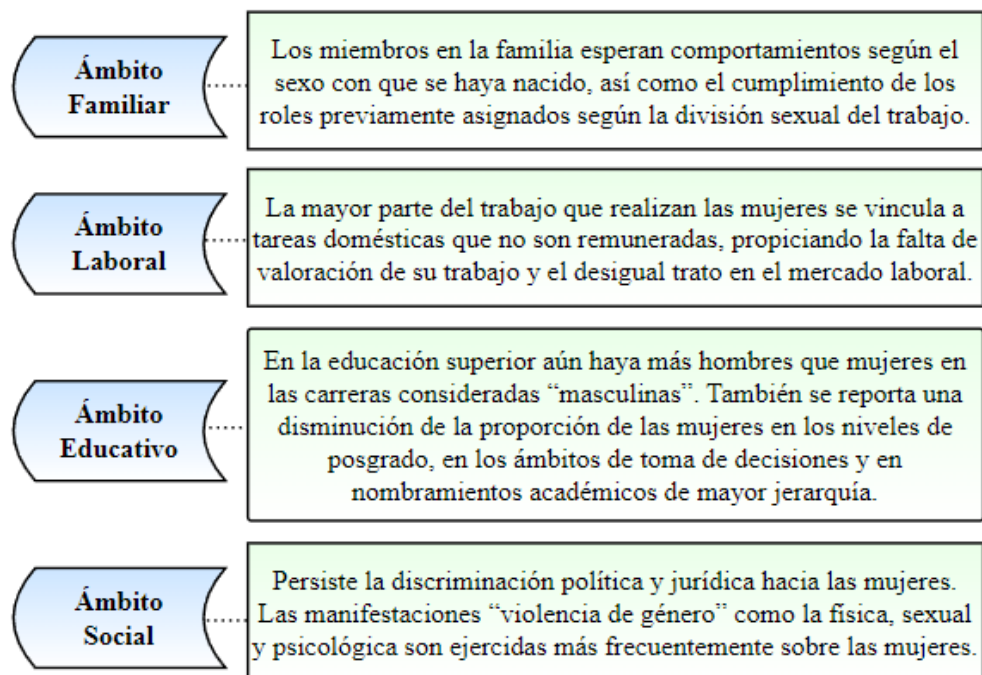 Ámbito
Familiar
Los miembros en la familia esperan comportamientos según el
sexo con que se haya nacido, así como el cumplimiento de los
roles previamente asignados según la división sexual del trabajo.
Ámbito
Laboral
La mayor parte del trabajo que realizan las mujeres se vincula a
tareas domésticas que no son remuneradas, propiciando la falta de
valoración de su trabajo y el desigual trato en el mercado laboral.
Ámbito
Educativo
En la educación superior aún haya más hombres que mujeres en
las carreras consideradas “masculinas”. También se reporta una
disminución de la proporción de las mujeres en los niveles de
posgrado, en los ámbitos de toma de decisiones y en
nombramientos académicos de mayor jerarquía.
Ámbito
Social
Persiste la discriminación política y jurídica hacia las mujeres.
Las manifestaciones “violencia de género” como la física, sexual
y psicológica son ejercidas más frecuentemente sobre las mujeres.